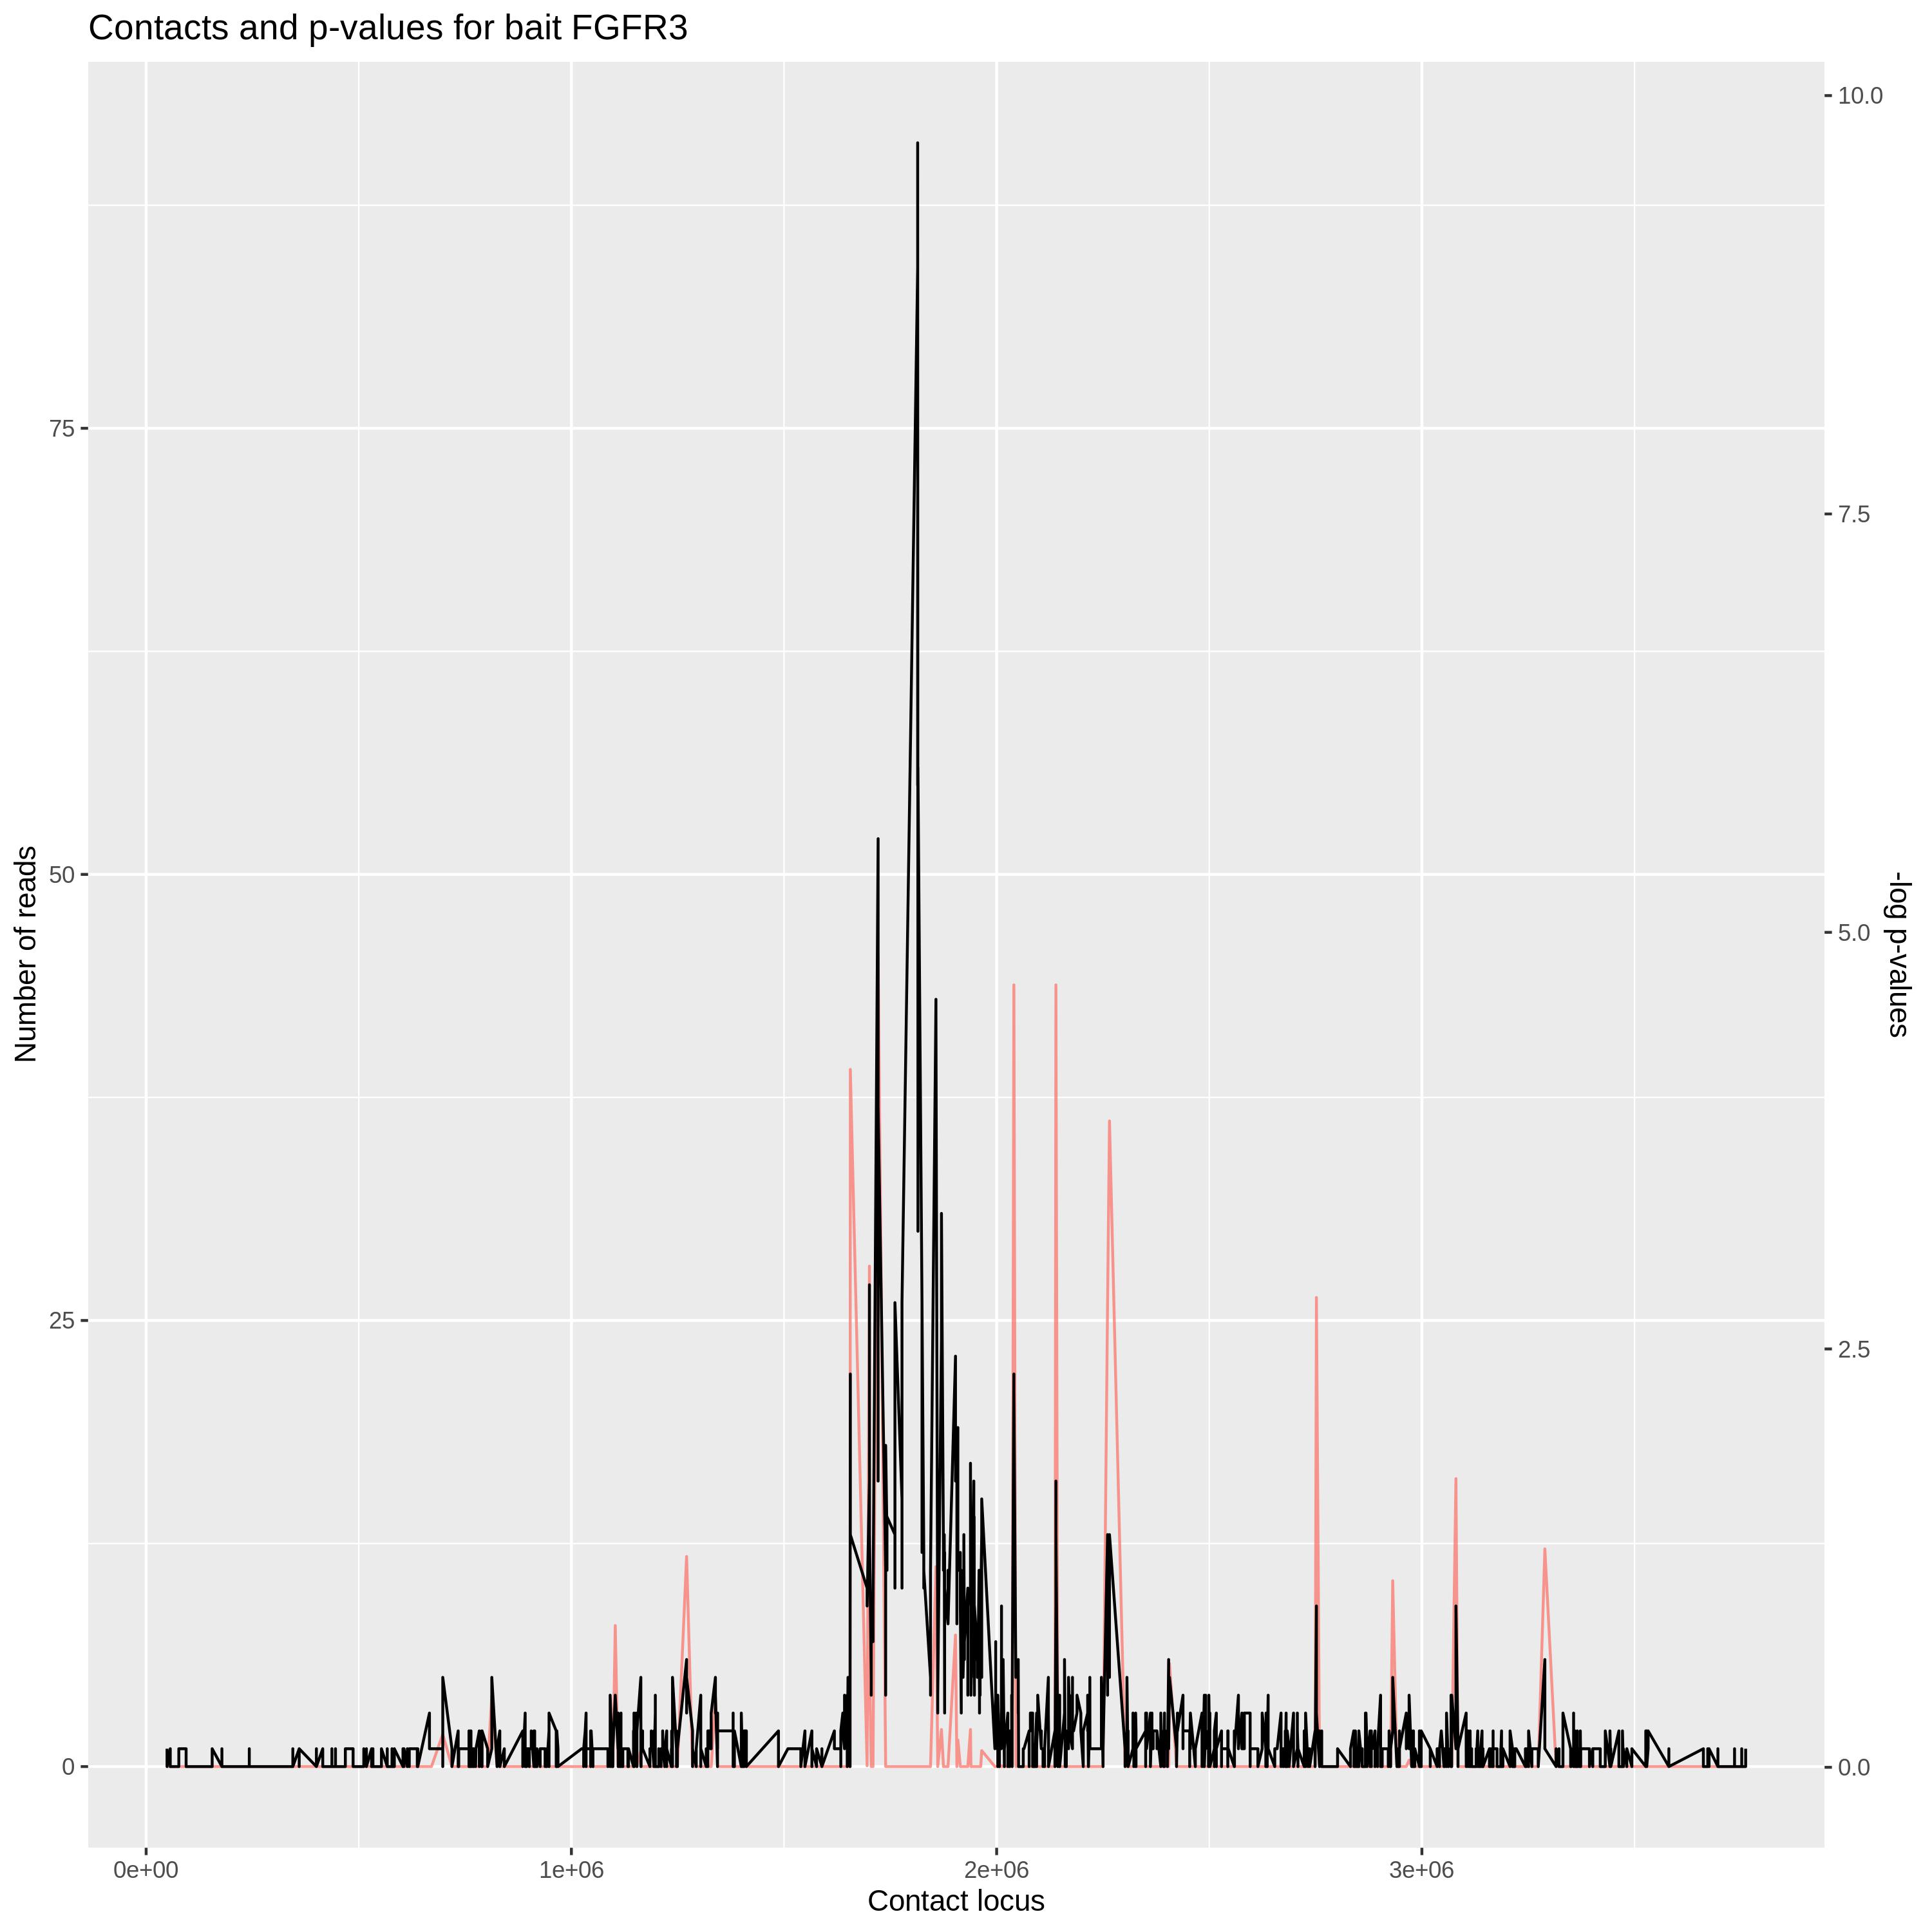 Contacts and p-values for bait FGFR3
Number of reads
75
50
25
0
10.0
7.5
5.0
2.5
0.0
-log p-values
0e+00
1e+06
2e+06
3e+06
Contact locus